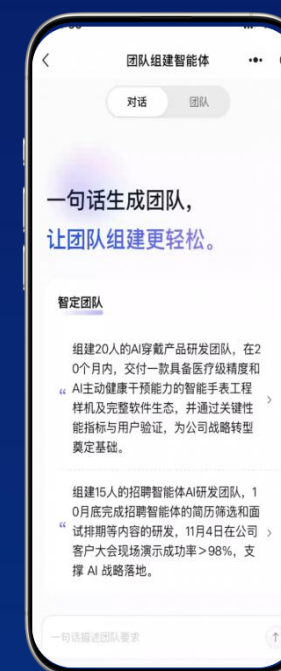 团队组建智能体
对话 团队
一句话生成团队，
让团队组建更轻松。
智定团队
组建20人的AI穿戴产品研发团队，在2
0个月内，交付一款具备医疗级精度和
“ AI主动健康干预能力的智能手表工程
样机及完整软件生态，并通过关键性
能指标与用户验证，为公司战略转型
奠定基础。
组建15人的招聘智能体AI研发团队，1
0月底完成招聘智能体的简历筛选和面
“ 试排期等内容的研发，11月4日在公司
客户大会现场演示成功率＞98%，支
撑 AI 战略落地。
一句话描述团队要求